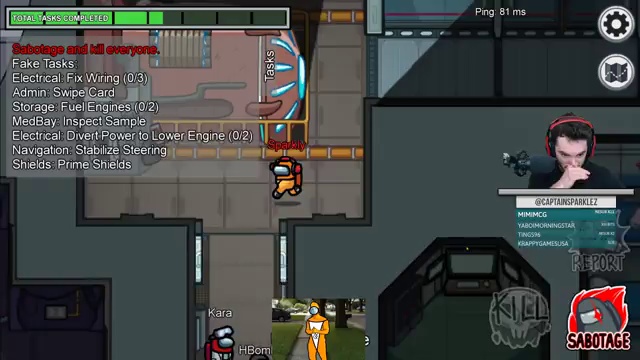 TOTAL TASKS COMPLETED
Ping: 81 ms
Sabotage and kill everyone.
Fake Tasks:
Electrical: Fix Wiring (0/3)
Admin: Swipe Card
Storage: Fuel Engines (0/2)
MedBay: Inspect Sample
Electrical: Divert Power to Lower Engine (0/2)
Navigation: Stabilize Steering
Shields: Prime Shields
Tasks
Sparkly
@CAPTAINSPARKLEZ
MIMIMCG
YABOIMORNINGSTAR
TINGS96
KRAPPYGAMESUSA
REPORT
KILL
SABOTAGE
Kara
HBom
e